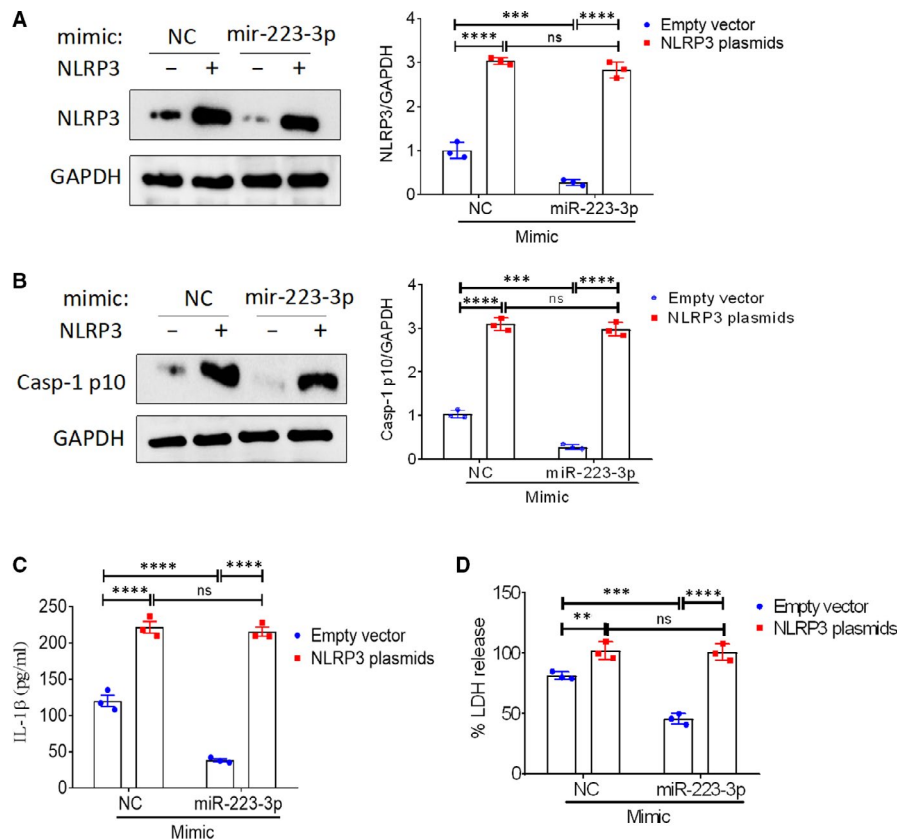 A
mimic: NC mir-223-3p
NLRP3 − + − +
NLRP3
GAPDH
*** ****
**** ns
Empty vector
NLRP3 plasmids
NLRP3/GAPDH
4
3
2
1
0
NC miR-223-3p
Mimic
B
mimic: NC mir-223-3p
NLRP3 − + − +
Casp-1 p10
GAPDH
*** ****
**** ns
Empty vector
NLRP3 plasmids
Casp-1 p10/GAPDH
4
3
2
1
0
NC miR-223-3p
Mimic
C
**** ****
**** ns
Empty vector
NLRP3 plasmids
IL-1β (pg/ml)
250
200
150
100
50
0
NC miR-223-3p
Mimic
D
*** ****
** ns
Empty vector
NLRP3 plasmids
% LDH release
150
100
50
0
NC miR-223-3p
Mimic